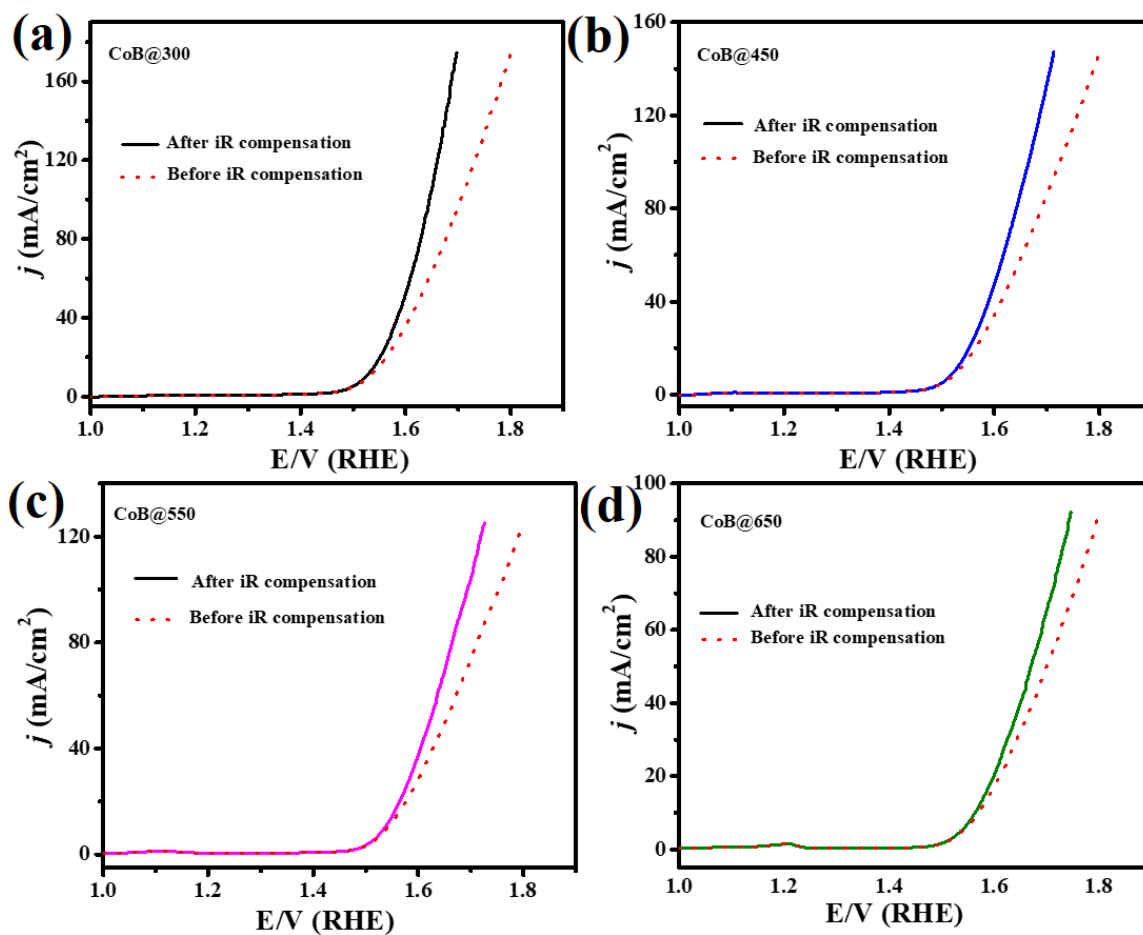 (a)
CoB@300
After iR compensation
Before iR compensation
j (mA/cm²)
160
120
80
40
0
1.0 1.2 1.4 1.6 1.8
E/V (RHE)
(b)
CoB@450
After iR compensation
Before iR compensation
j (mA/cm²)
160
120
80
40
0
1.0 1.2 1.4 1.6 1.8
E/V (RHE)
(c)
CoB@550
After iR compensation
Before iR compensation
j (mA/cm²)
120
80
40
0
1.0 1.2 1.4 1.6 1.8
E/V (RHE)
(d)
CoB@650
After iR compensation
Before iR compensation
j (mA/cm²)
100
80
60
40
20
0
1.0 1.2 1.4 1.6 1.8
E/V (RHE)